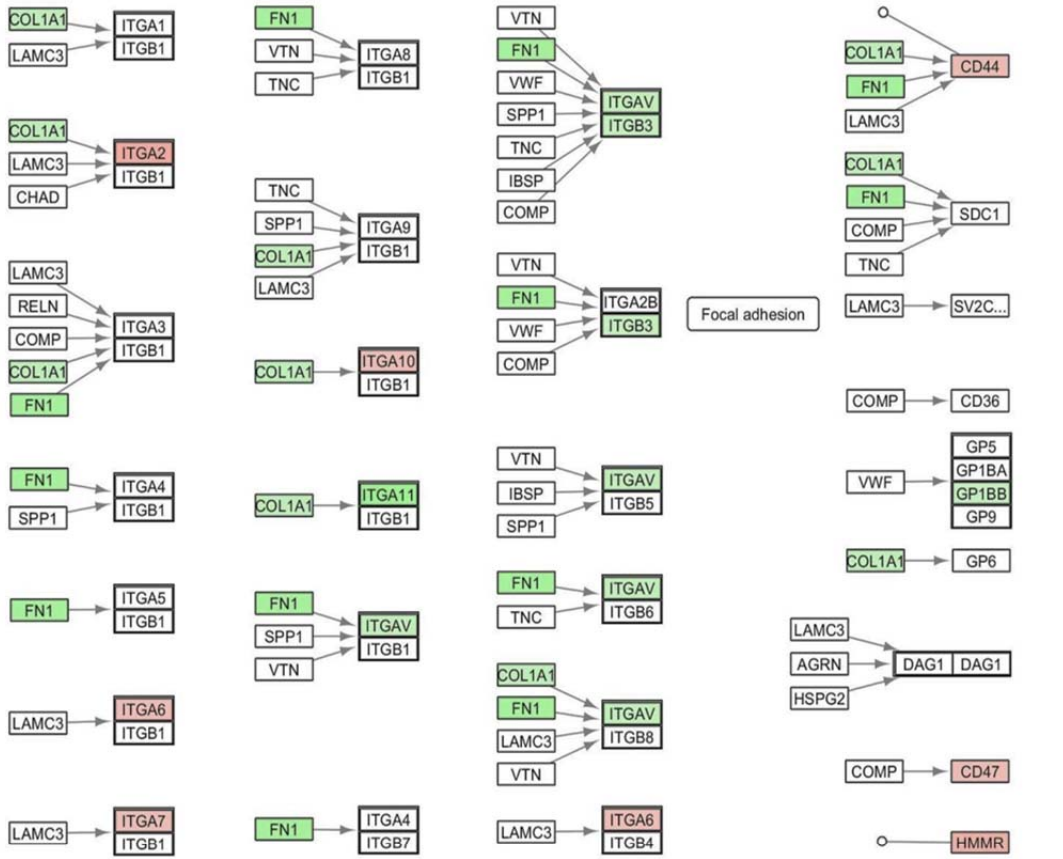 COL1A1
LAMC3
ITGA1
ITGB1
COL1A1
LAMC3
CHAD
ITGA2
ITGB1
LAMC3
RELN
COMP
COL1A1
FN1
ITGA3
ITGB1
FN1
SPP1
ITGA4
ITGB1
FN1
ITGA5
ITGB1
LAMC3
ITGA6
ITGB1
LAMC3
ITGA7
ITGB1
FN1
VTN
TNC
ITGA8
ITGB1
TNC
SPP1
COL1A1
LAMC3
ITGA9
ITGB1
COL1A1
ITGA10
ITGB1
COL1A1
ITGA11
ITGB1
FN1
SPP1
VTN
ITGAV
ITGB1
FN1
ITGA4
ITGB7
VTN
FN1
VWF
SPP1
TNC
IBSP
COMP
ITGAV
ITGB3
VTN
FN1
VWF
COMP
ITGA2B
ITGB3
VTN
IBSP
SPP1
ITGAV
ITGB5
FN1
TNC
ITGAV
ITGB6
COL1A1
FN1
LAMC3
VTN
ITGAV
ITGB8
LAMC3
ITGA6
ITGB4
Focal adhesion
COL1A1
FN1
LAMC3
CD44
COL1A1
FN1
COMP
TNC
SDC1
LAMC3
SV2C...
COMP
CD36
VWF
GP5
GP1BA
GP1BB
GP9
COL1A1
GP6
LAMC3
AGRN
HSPG2
DAG1 DAG1
COMP
CD47
HMMR